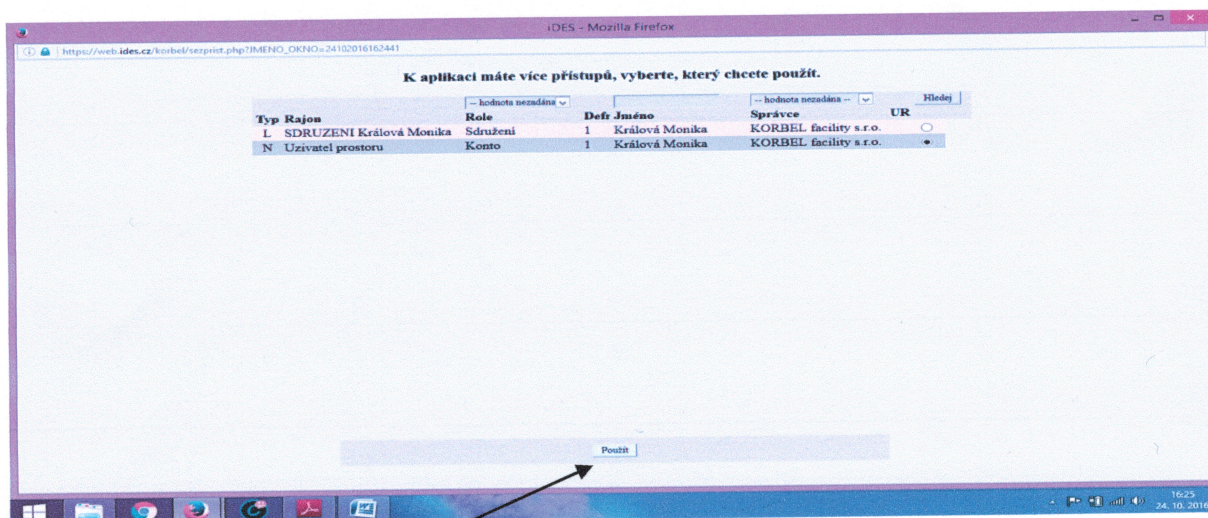 iDES - Mozilla Firefox
https://web.ides.cz/korbel/sezprist.php?JMENO_OKNO=24102016162441
K aplikaci máte více přístupů, vyberte, který chcete použít.
-- hodnota nezadána -- hodnota nezadána -- Hledej
Typ Rajon Role Defr Jméno Správce UR
L SDRUZENI Králová Monika Sdružení 1 Králová Monika KORBEL facility s.r.o.
N Uzivatel prostoru Konto 1 Králová Monika KORBEL facility s.r.o.
Použít
16:25
24. 10. 2016